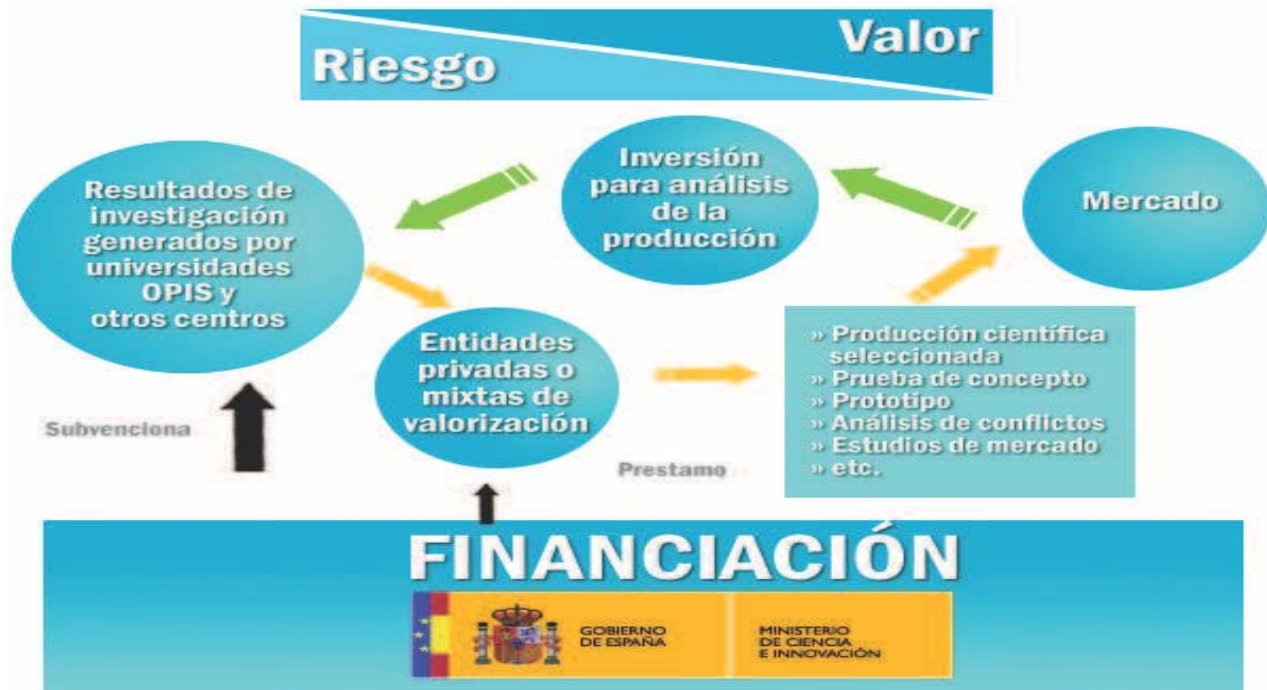 Valor
Riesgo
Resultados de
investigación
generados por
universidades
OPIS y
otros centros
Inversión
para análisis
de la
producción
Mercado
Entidades
privadas o
mixtas de
valorización
» Producción científica
seleccionada
» Prueba de concepto
» Prototipo
» Análisis de conflictos
» Estudios de mercado
» etc.
Subvenciona
Prestamo
FINANCIACIÓN
GOBIERNO
DE ESPAÑA
MINISTERIO
DE CIENCIA
E INNOVACIÓN